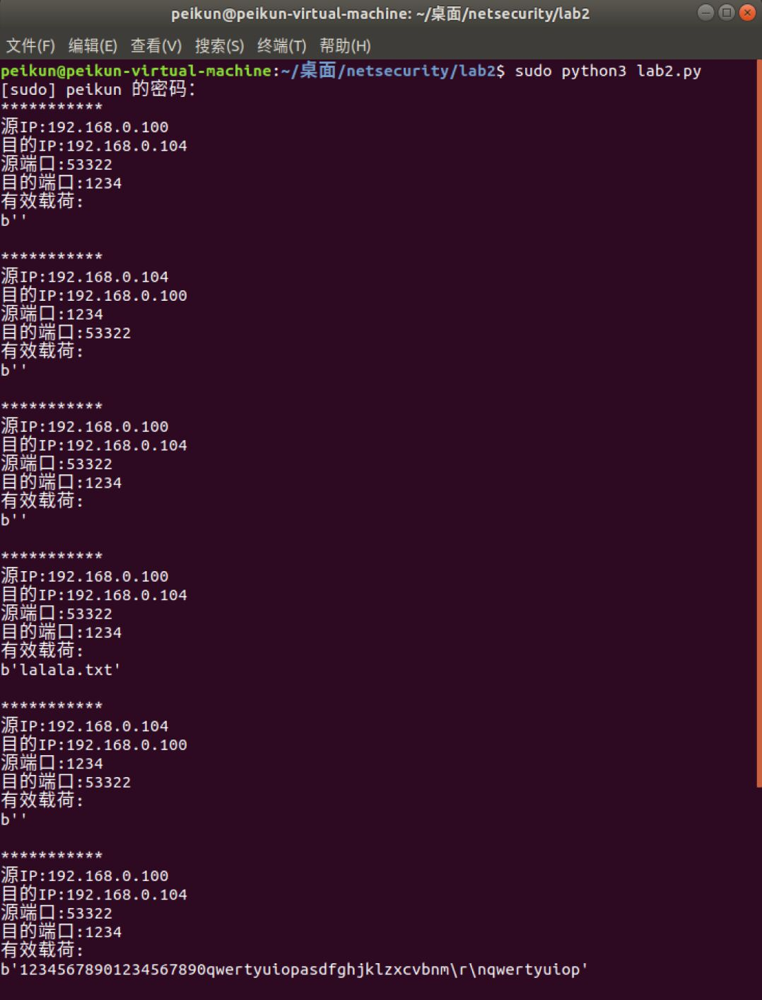 peikun@peikun-virtual-machine: ~/桌面/netsecurity/lab2
文件(F) 编辑(E) 查看(V) 搜索(S) 终端(T) 帮助(H)
peikun@peikun-virtual-machine:~/桌面/netsecurity/lab2$ sudo python3 lab2.py
[sudo] peikun 的密码：
***********
源IP:192.168.0.100
目的IP:192.168.0.104
源端口:53322
目的端口:1234
有效载荷:
b''
***********
源IP:192.168.0.104
目的IP:192.168.0.100
源端口:1234
目的端口:53322
有效载荷:
b''
***********
源IP:192.168.0.100
目的IP:192.168.0.104
源端口:53322
目的端口:1234
有效载荷:
b''
***********
源IP:192.168.0.100
目的IP:192.168.0.104
源端口:53322
目的端口:1234
有效载荷:
b'lalala.txt'
***********
源IP:192.168.0.104
目的IP:192.168.0.100
源端口:1234
目的端口:53322
有效载荷:
b''
***********
源IP:192.168.0.100
目的IP:192.168.0.104
源端口:53322
目的端口:1234
有效载荷:
b'12345678901234567890qwertyuiopasdfghjklzxcvbnm\r\nqwertyuiop'